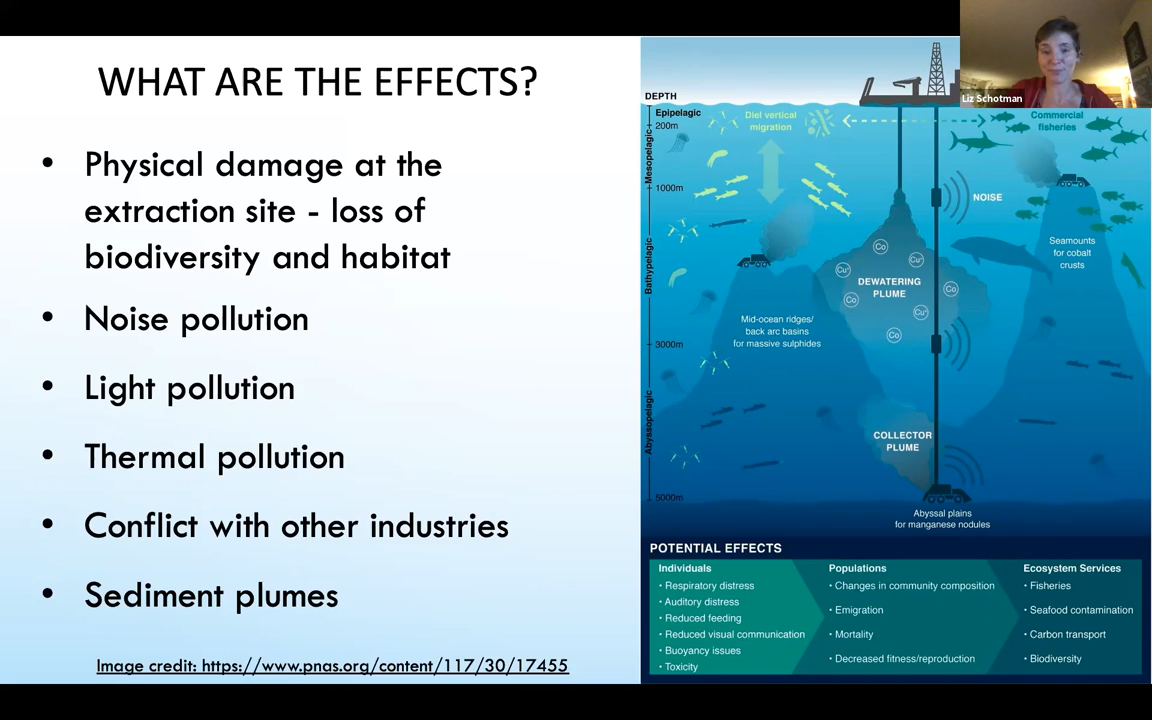 WHAT ARE THE EFFECTS?
• Physical damage at the
extraction site - loss of
biodiversity and habitat
• Noise pollution
• Light pollution
• Thermal pollution
• Conflict with other industries
• Sediment plumes
Image credit: https://www.pnas.org/content/117/30/17455
Liz Schotman
DEPTH
Epipelagic
200m
Mesopelagic
1000m
Bathypelagic
3000m
Abyssopelagic
5000m
Diel vertical
migration
Commercial
fisheries
NOISE
Seamounts
for cobalt
crusts
Co
Cu⁺
Cu⁺
DEWATERING
PLUME
Co
Co
Cu⁺
Co
Mid-ocean ridges/
back arc basins
for massive sulphides
COLLECTOR
PLUME
Abyssal plains
for manganese nodules
POTENTIAL EFFECTS
Individuals
• Respiratory distress
• Auditory distress
• Reduced feeding
• Reduced visual communication
• Buoyancy issues
• Toxicity
Populations
• Changes in community composition
• Emigration
• Mortality
• Decreased fitness/reproduction
Ecosystem Services
• Fisheries
• Seafood contamination
• Carbon transport
• Biodiversity